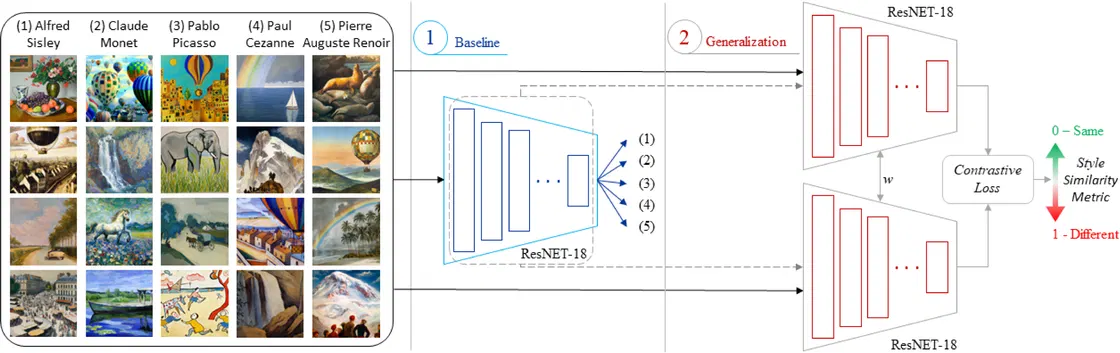 (1) Alfred
Sisley
(2) Claude
Monet
(3) Pablo
Picasso
(4) Paul
Cezanne
(5) Pierre
Auguste Renoir
1 Baseline
(1)
(2)
(3)
(4)
(5)
ResNET-18
2 Generalization
ResNET-18
w
ResNET-18
Contrastive
Loss
0 – Same
Style
Similarity
Metric
1 - Different